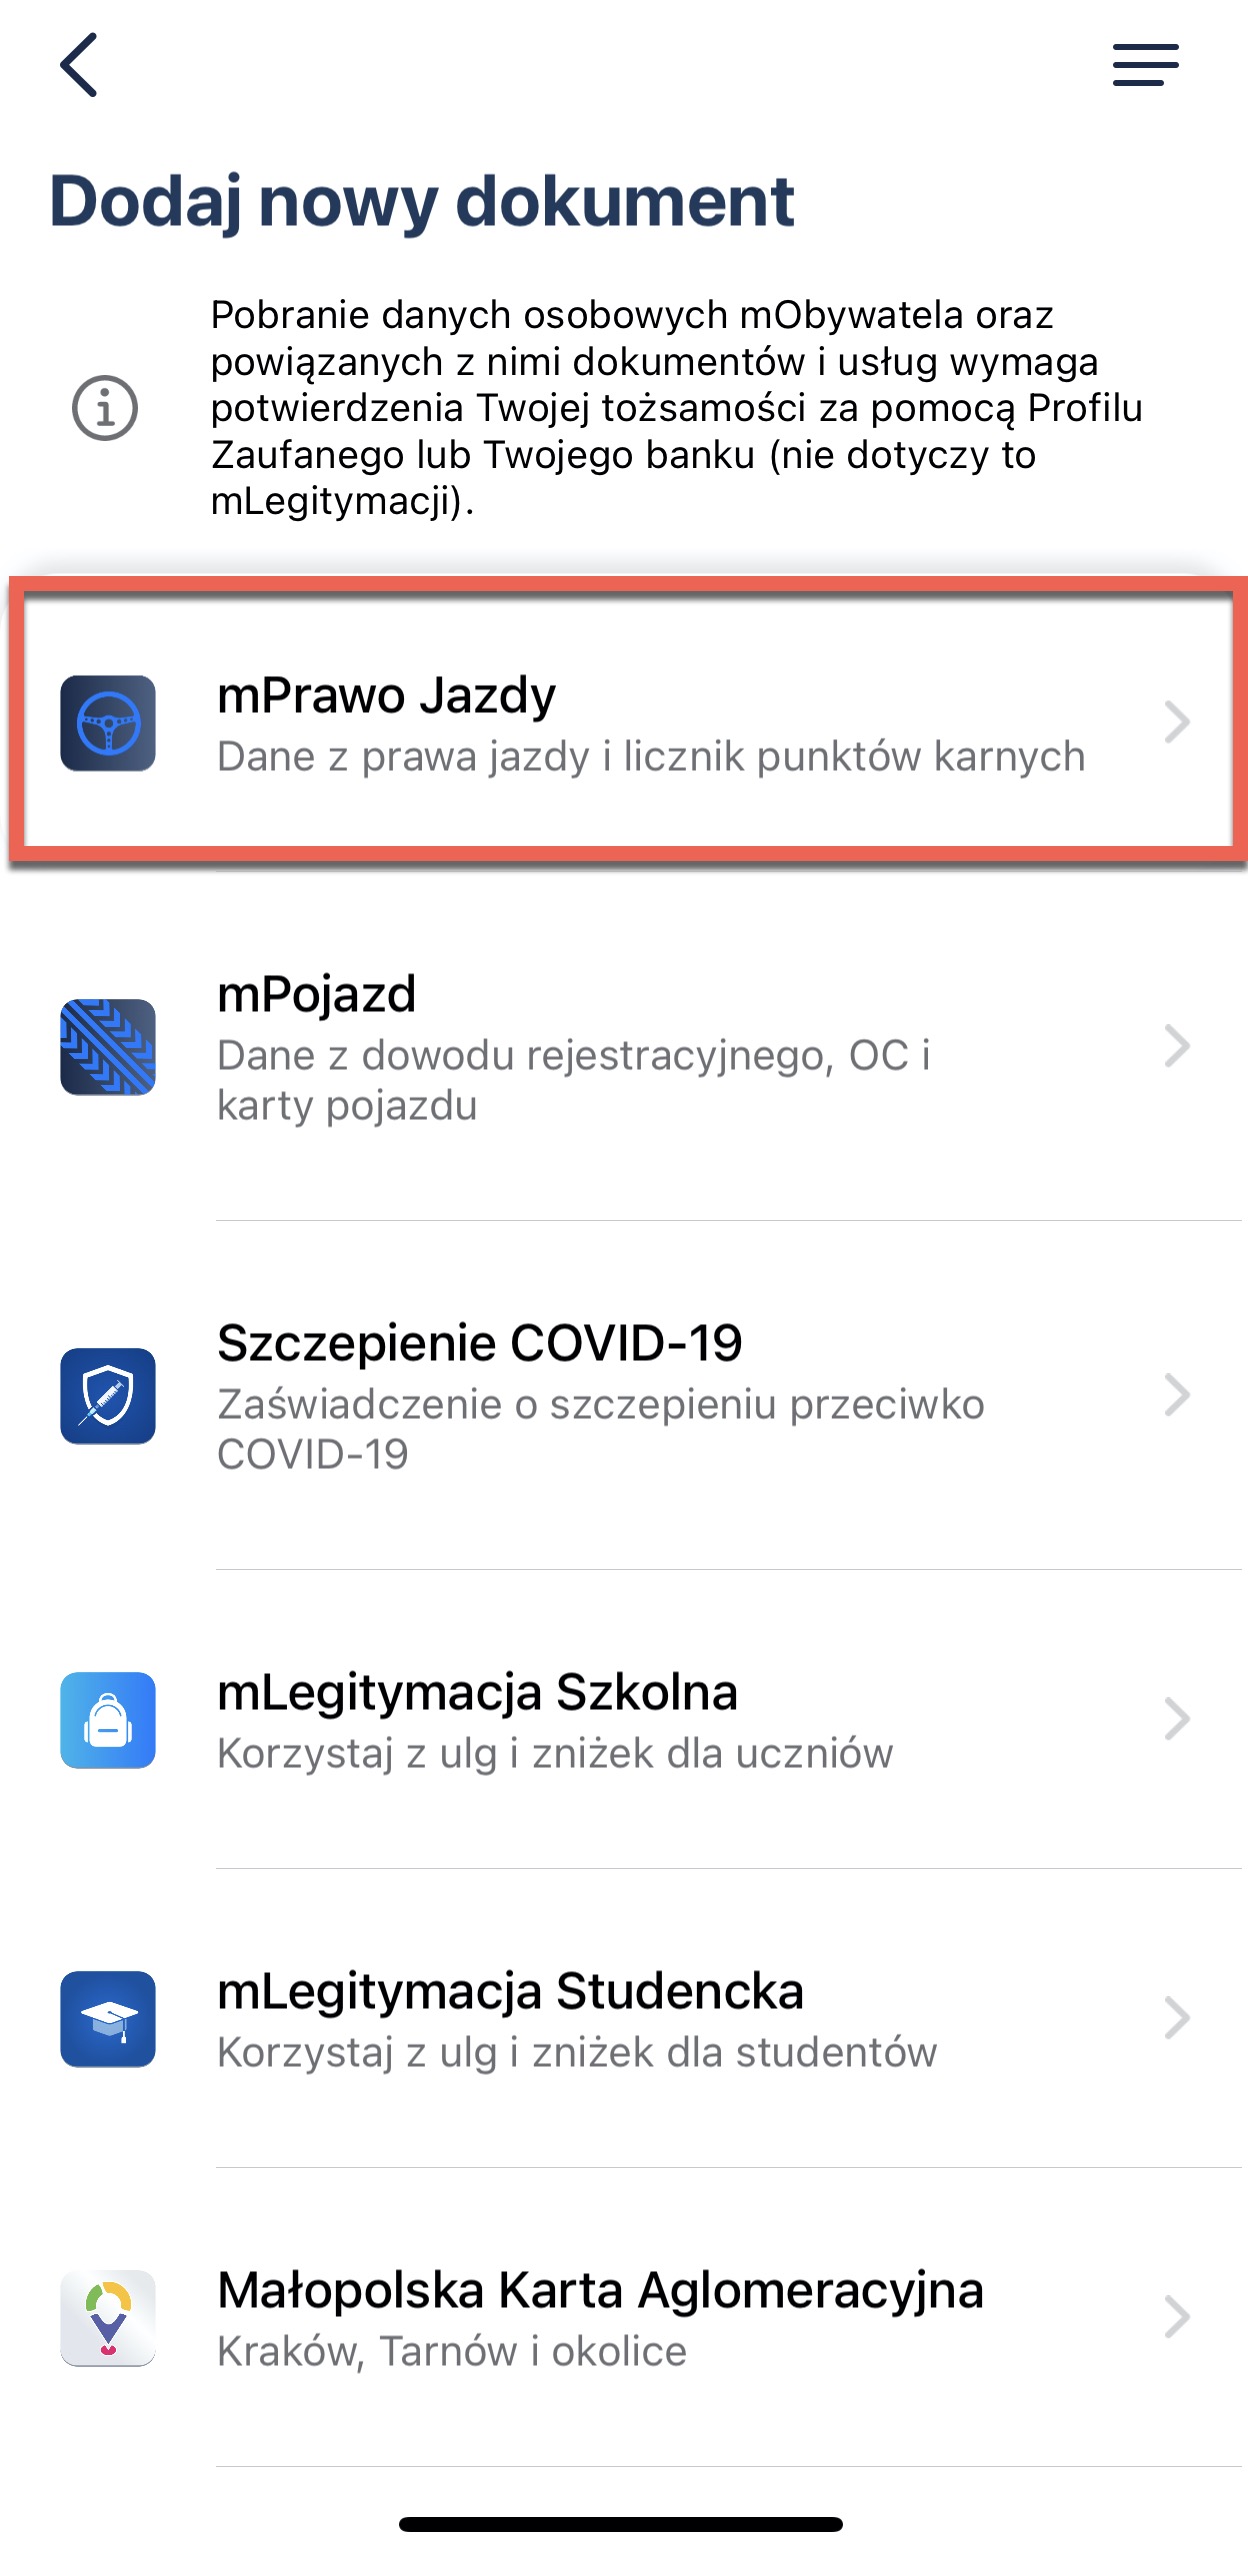 Dodaj nowy dokument
Pobranie danych osobowych mObywatela oraz
powiązanych z nimi dokumentów i usług wymaga
potwierdzenia Twojej tożsamości za pomocą Profilu
Zaufanego lub Twojego banku (nie dotyczy to
mLegitymacji).
mPrawo Jazdy
Dane z prawa jazdy i licznik punktów karnych
mPojazd
Dane z dowodu rejestracyjnego, OC i
karty pojazdu
Szczepienie COVID-19
Zaświadczenie o szczepieniu przeciwko
COVID-19
mLegitymacja Szkolna
Korzystaj z ulg i zniżek dla uczniów
mLegitymacja Studencka
Korzystaj z ulg i zniżek dla studentów
Małopolska Karta Aglomeracyjna
Kraków, Tarnów i okolice